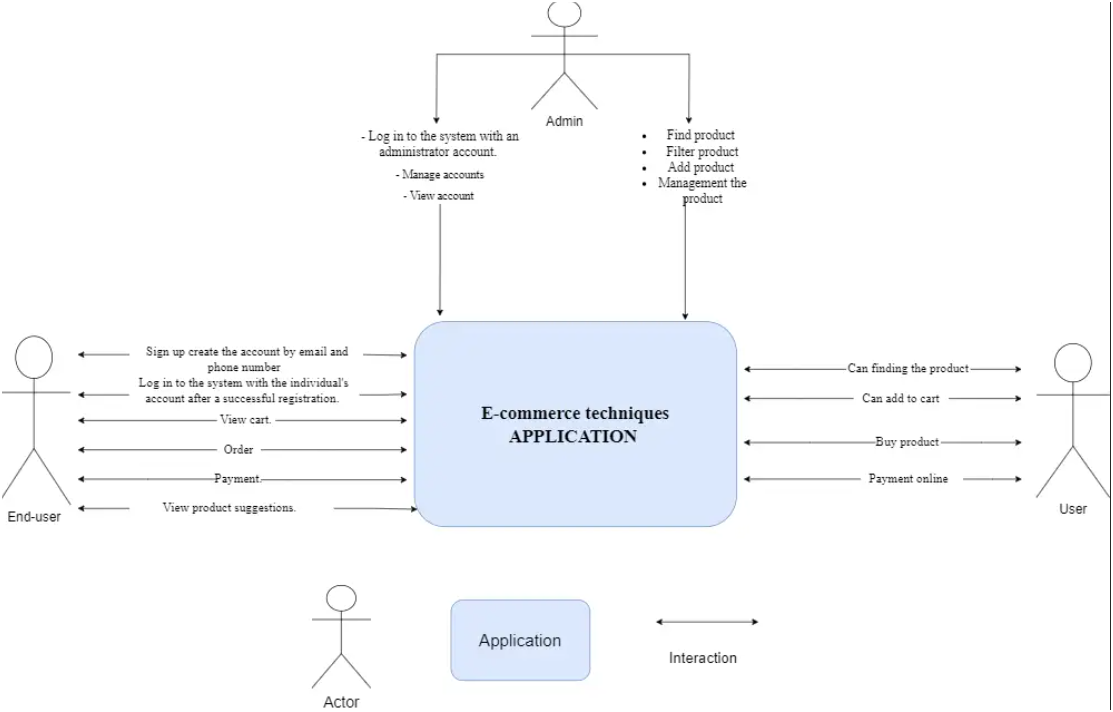 Admin
- Log in to the system with an
administrator account.
- Manage accounts
- View account
• Find product
• Filter product
• Add product
• Management the
product
Sign up create the account by email and
phone number
Log in to the system with the individual's
account after a successful registration.
View cart.
Order
Payment.
View product suggestions.
End-user
E-commerce techniques
APPLICATION
Can finding the product
Can add to cart
Buy product
Payment online
User
Actor
Application
Interaction